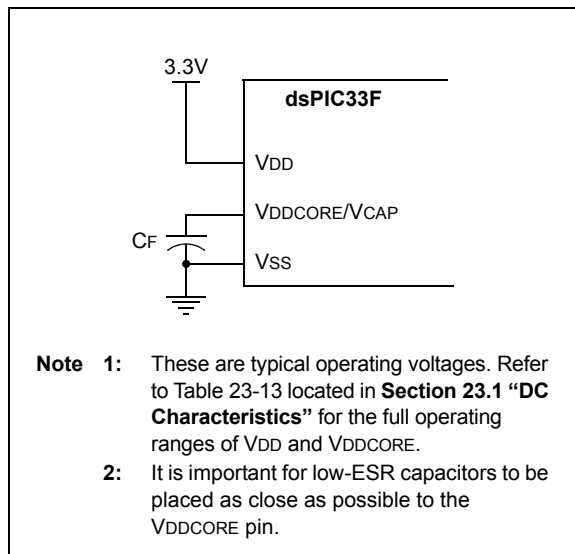 3.3V
dsPIC33F
VDD
VDDCORE/VCAP
CF
VSS
Note 1: These are typical operating voltages. Refer
to Table 23-13 located in Section 23.1 “DC
Characteristics” for the full operating
ranges of VDD and VDDCORE.
2: It is important for low-ESR capacitors to be
placed as close as possible to the
VDDCORE pin.